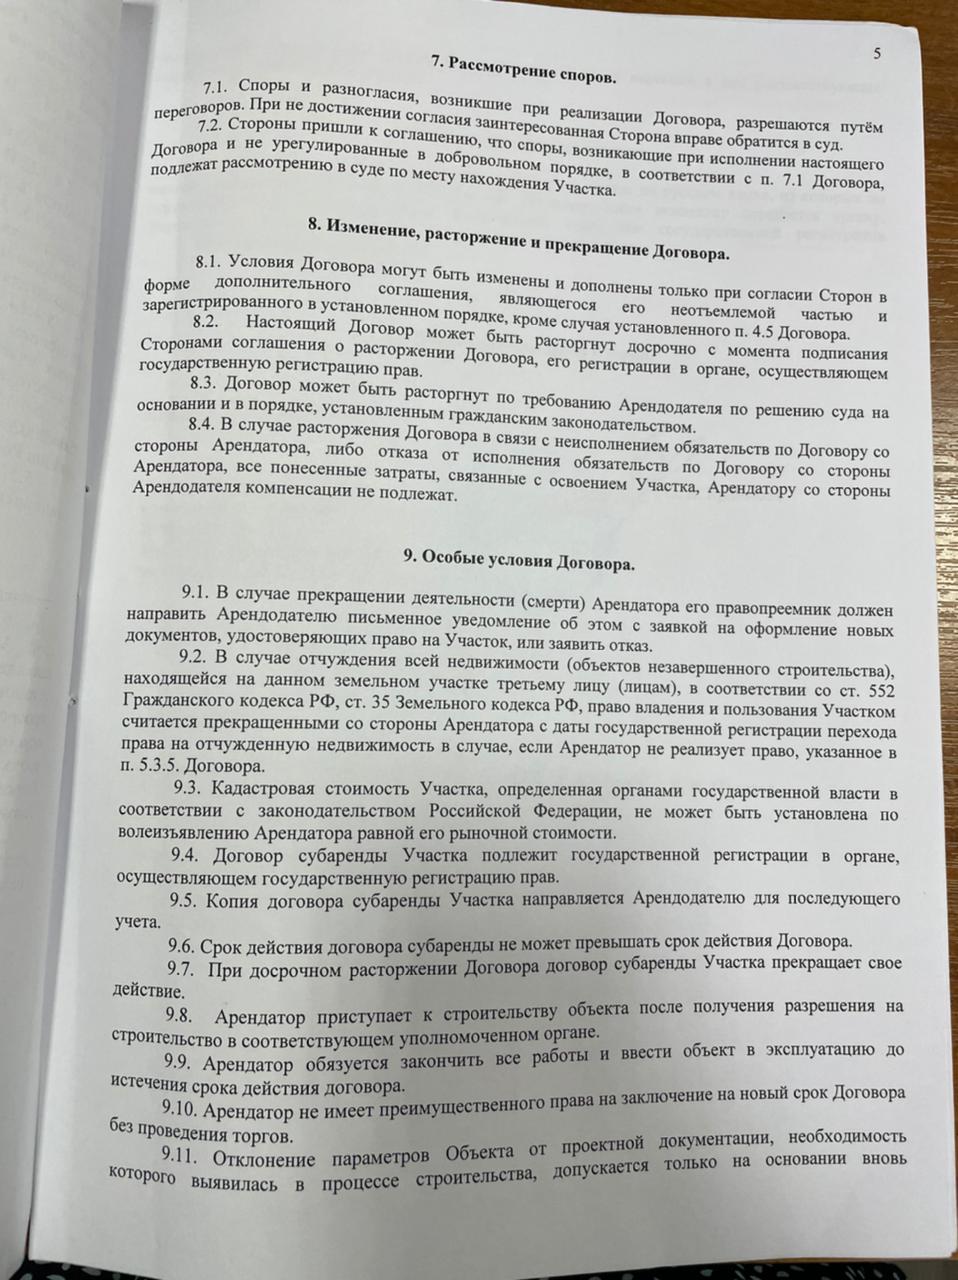 5
7. Рассмотрение споров.
7.1. Споры и разногласия, возникшие при реализации Договора, разрешаются путём
переговоров. При не достижении согласия заинтересованная Сторона вправе обратится в суд.
7.2. Стороны пришли к соглашению, что споры, возникающие при исполнении настоящего
Договора и не урегулированные в добровольном порядке, в соответствии с п. 7.1 Договора,
подлежат рассмотрению в суде по месту нахождения Участка.
8. Изменение, расторжение и прекращение Договора.
8.1. Условия Договора могут быть изменены и дополнены только при согласии Сторон в
форме дополнительного соглашения, являющегося его неотъемлемой частью и
зарегистрированного в установленном порядке, кроме случая установленного п. 4.5 Договора.
8.2. Настоящий Договор может быть расторгнут досрочно с момента подписания
Сторонами соглашения о расторжении Договора, его регистрации в органе, осуществляющем
государственную регистрацию прав.
8.3. Договор может быть расторгнут по требованию Арендодателя по решению суда на
основании и в порядке, установленным гражданским законодательством.
8.4. В случае расторжения Договора в связи с неисполнением обязательств по Договору со
стороны Арендатора, либо отказа от исполнения обязательств по Договору со стороны
Арендатора, все понесенные затраты, связанные с освоением Участка, Арендатору со стороны
Арендодателя компенсации не подлежат.
9. Особые условия Договора.
9.1. В случае прекращении деятельности (смерти) Арендатора его правопреемник должен
направить Арендодателю письменное уведомление об этом с заявкой на оформление новых
документов, удостоверяющих право на Участок, или заявить отказ.
9.2. В случае отчуждения всей недвижимости (объектов незавершенного строительства),
находящейся на данном земельном участке третьему лицу (лицам), в соответствии со ст. 552
Гражданского кодекса РФ, ст. 35 Земельного кодекса РФ, право владения и пользования Участком
считается прекращенными со стороны Арендатора с даты государственной регистрации перехода
права на отчужденную недвижимость в случае, если Арендатор не реализует право, указанное в
п. 5.3.5. Договора.
9.3. Кадастровая стоимость Участка, определенная органами государственной власти в
соответствии с законодательством Российской Федерации, не может быть установлена по
волеизъявлению Арендатора равной его рыночной стоимости.
9.4. Договор субаренды Участка подлежит государственной регистрации в органе,
осуществляющем государственную регистрацию прав.
9.5. Копия договора субаренды Участка направляется Арендодателю для последующего
учета.
9.6. Срок действия договора субаренды не может превышать срок действия Договора.
9.7. При досрочном расторжении Договора договор субаренды Участка прекращает свое
действие.
9.8. Арендатор приступает к строительству объекта после получения разрешения на
строительство в соответствующем уполномоченном органе.
9.9. Арендатор обязуется закончить все работы и ввести объект в эксплуатацию до
истечения срока действия договора.
9.10. Арендатор не имеет преимущественного права на заключение на новый срок Договора
без проведения торгов.
9.11. Отклонение параметров Объекта от проектной документации, необходимость
которого выявилась в процессе строительства, допускается только на основании вновь